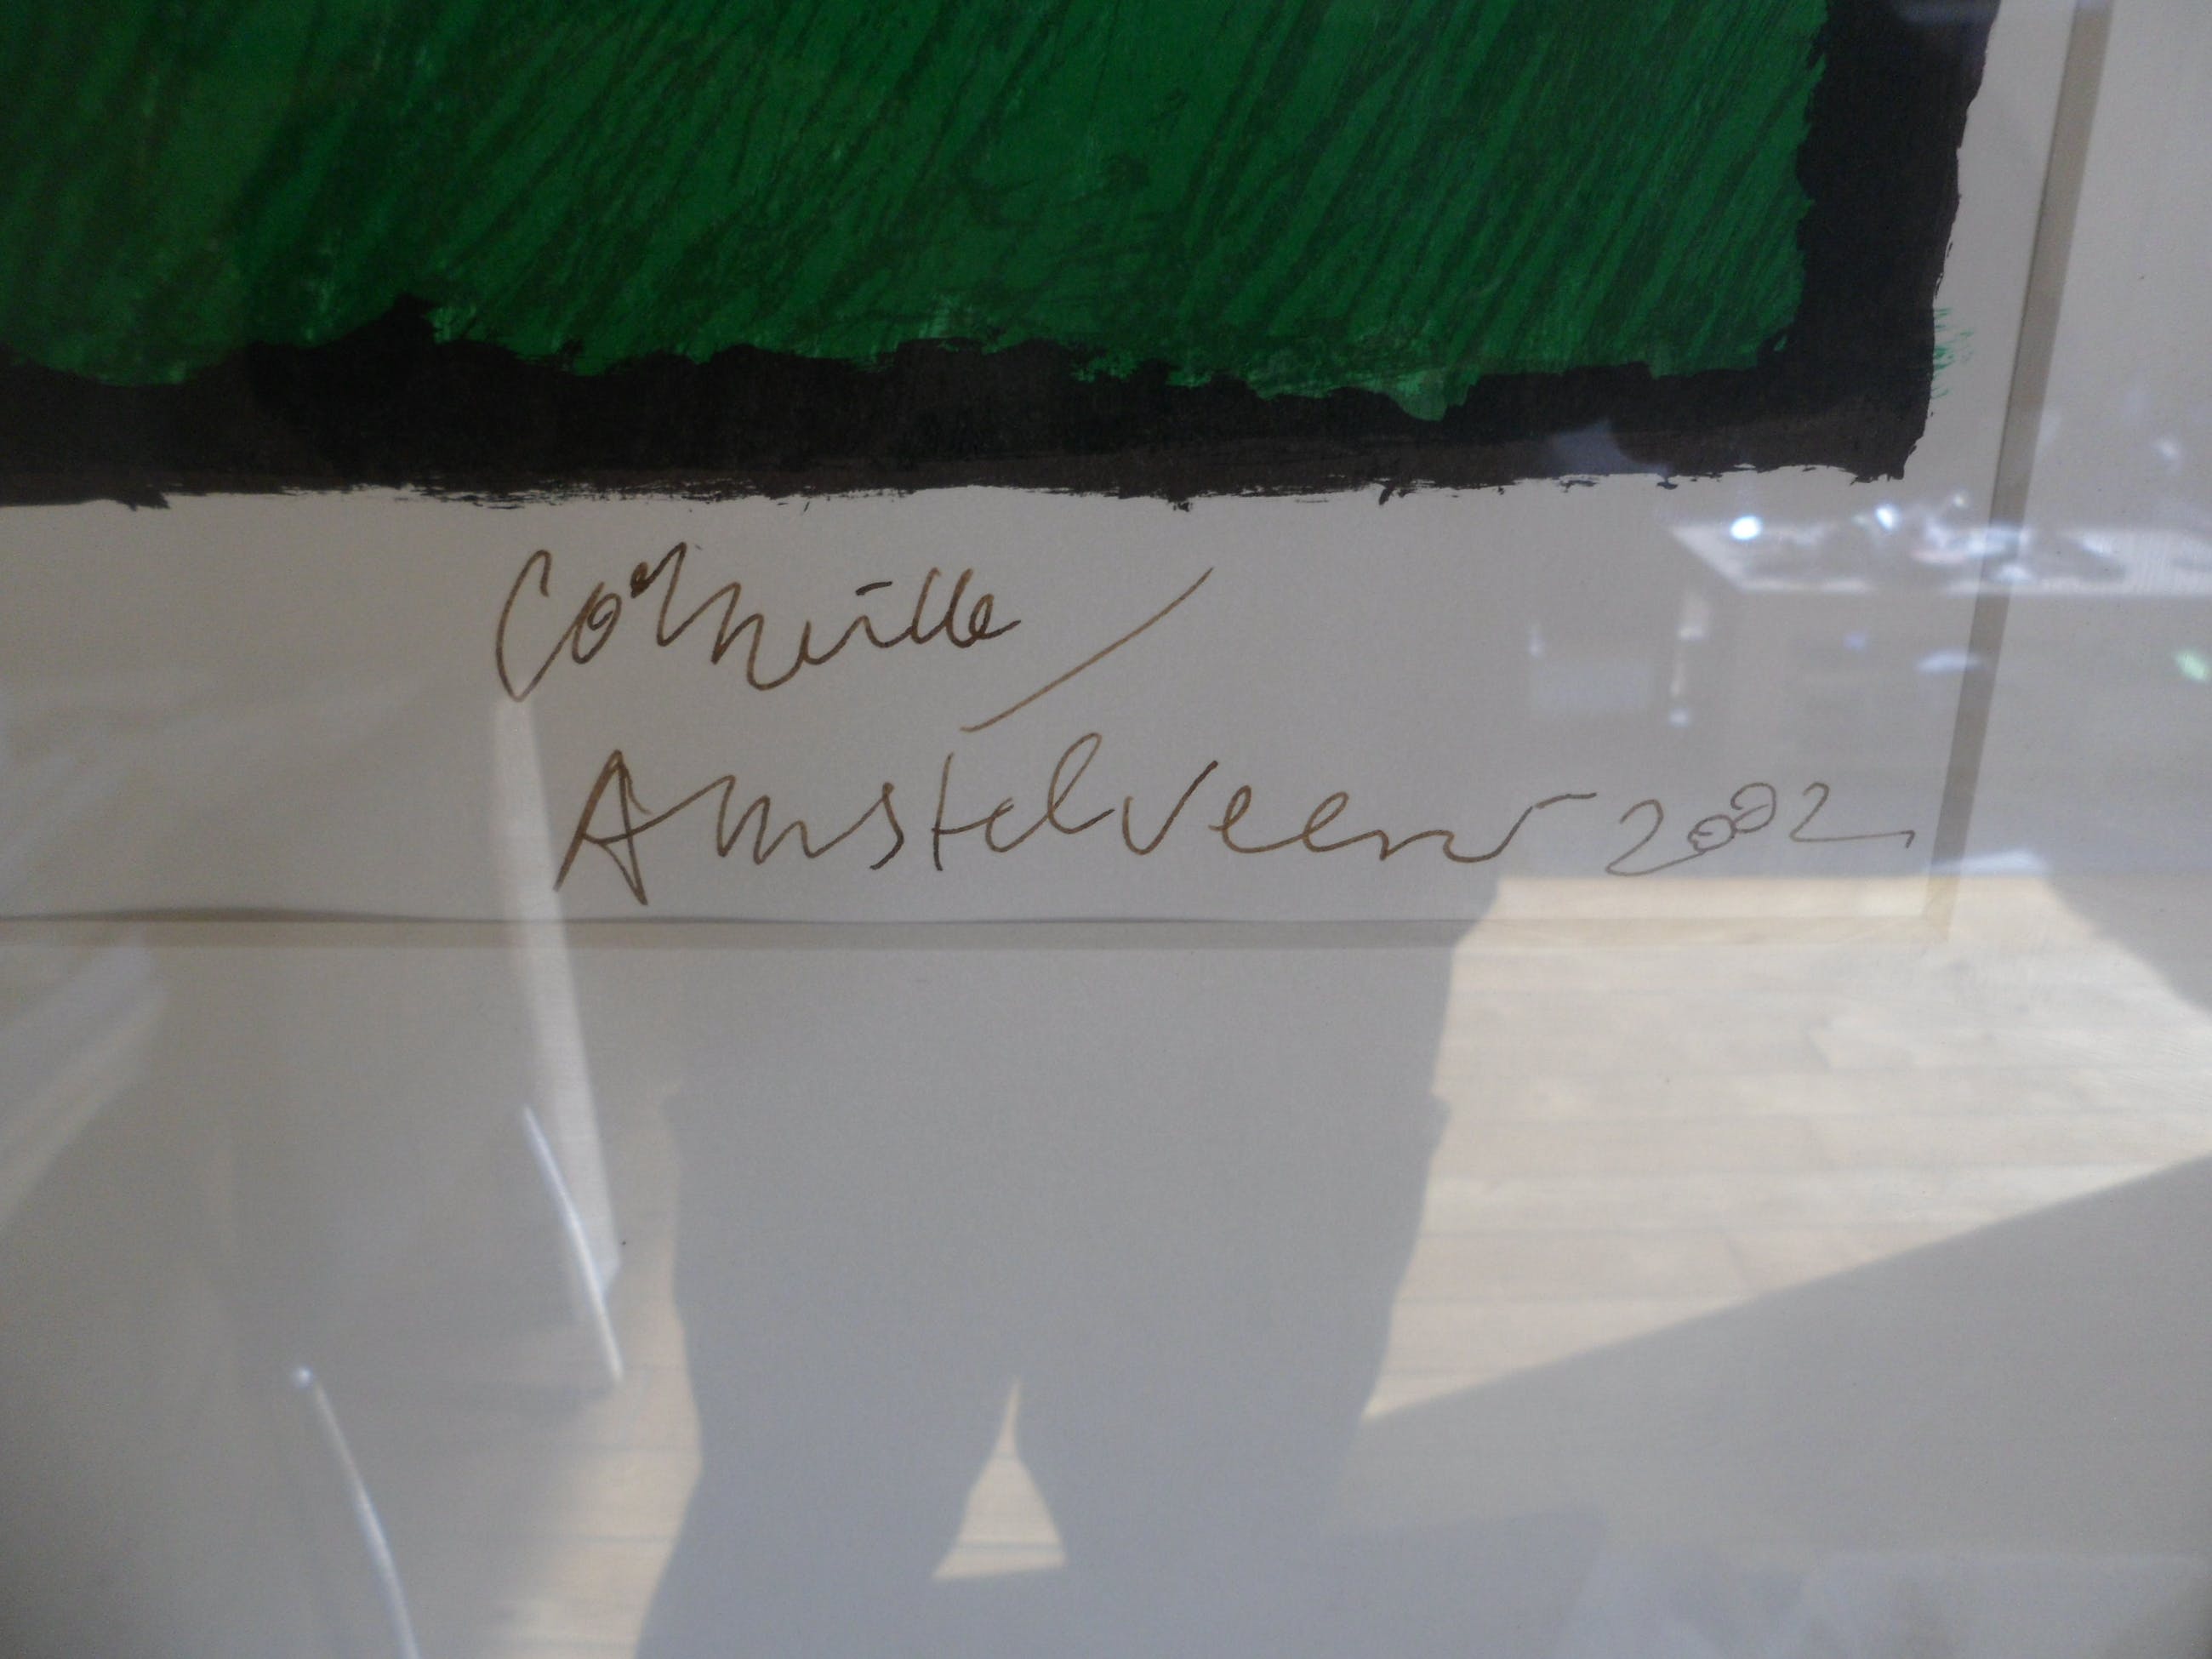 Corneille /
Amstelveen 2002